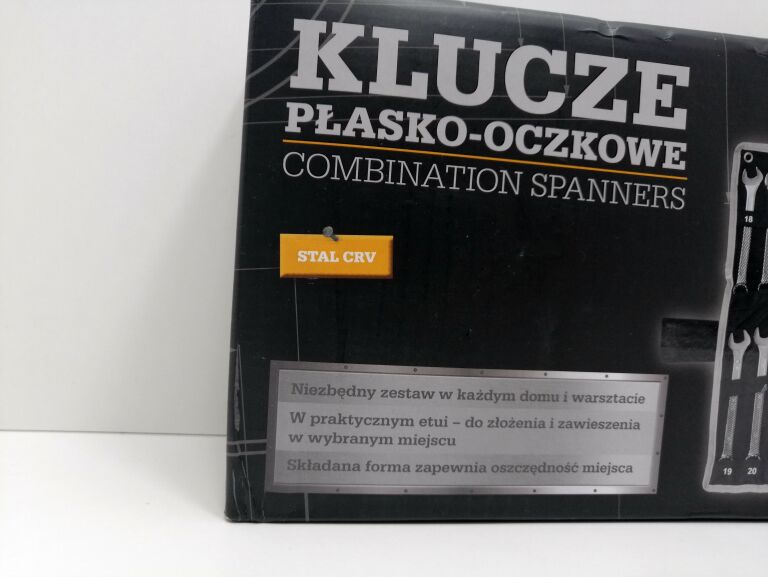 KLUCZE
PŁASKO-OCZKOWE
COMBINATION SPANNERS
STAL CRV
18
Niezbędny zestaw w każdym domu i warsztacie
W praktycznym etui – do złożenia i zawieszenia
w wybranym miejscu
Składana forma zapewnia oszczędność miejsca
19 20